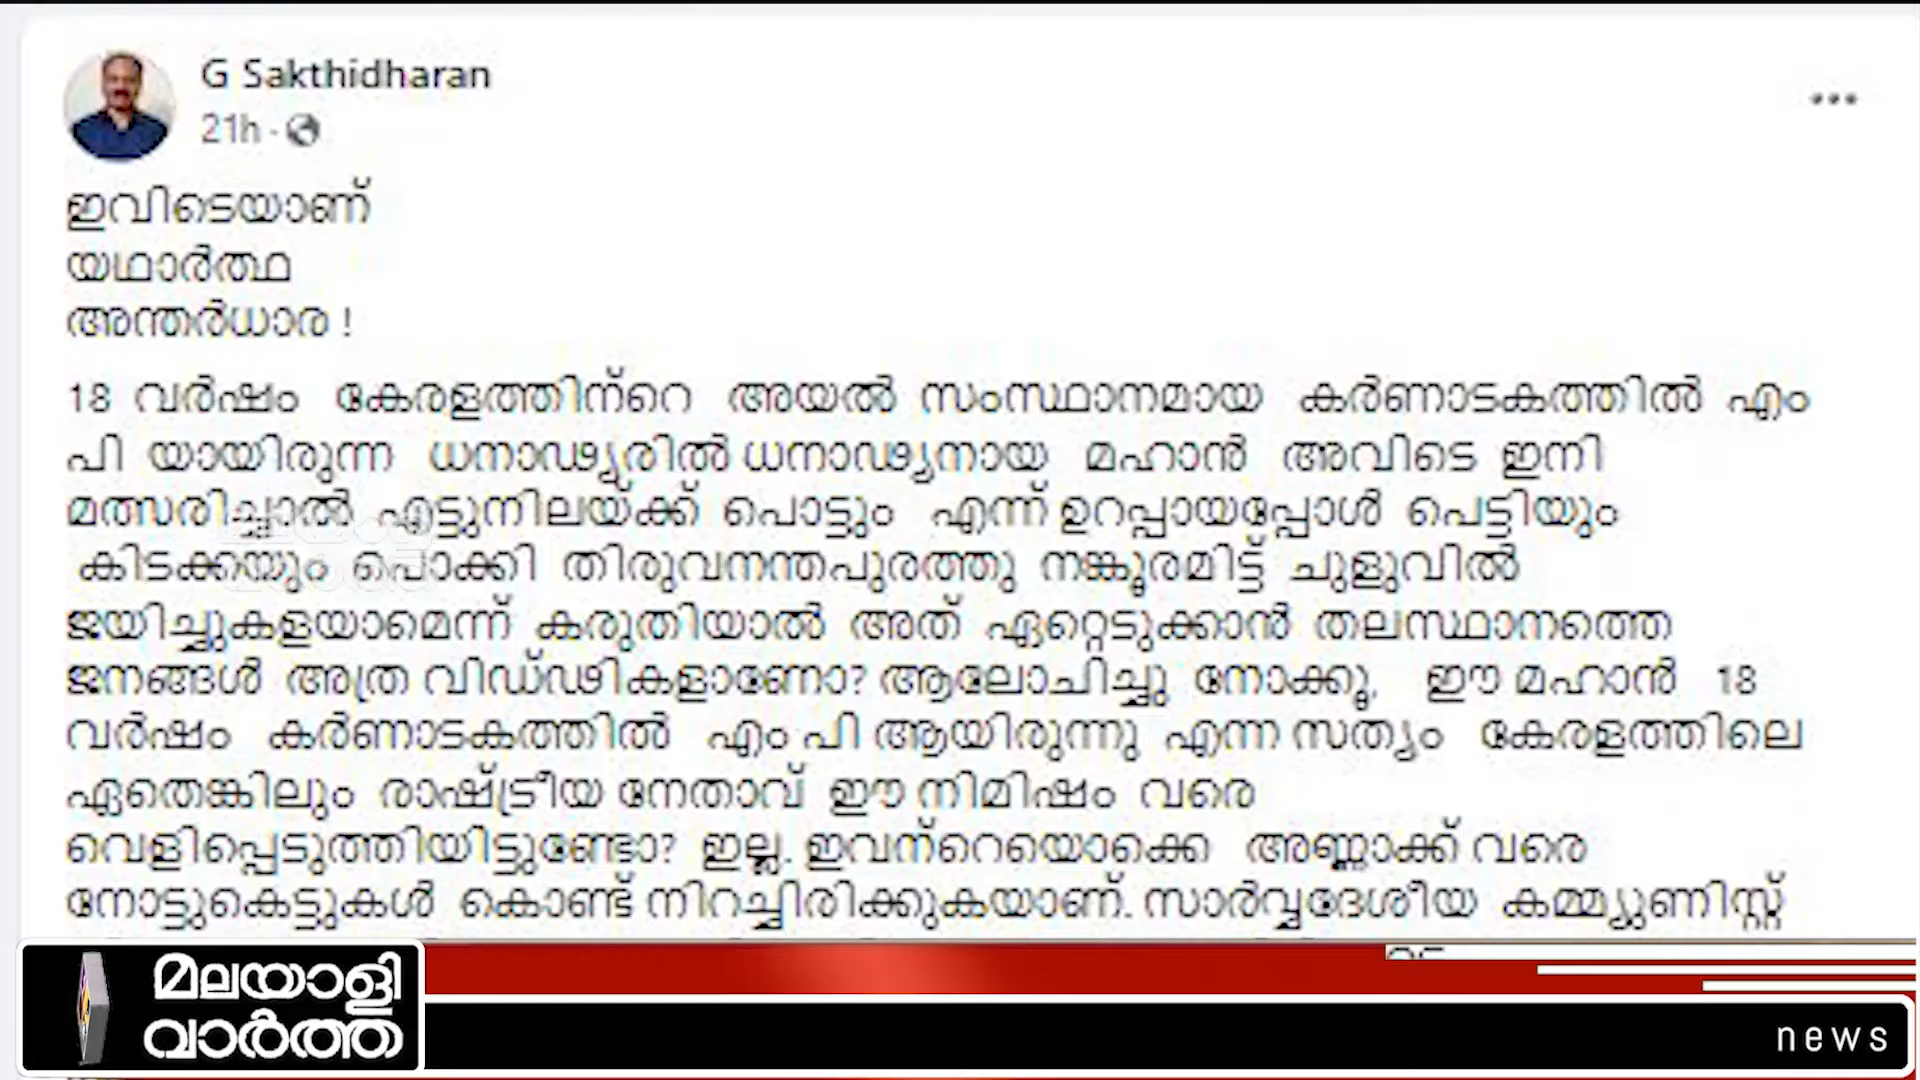 G Sakthidharan
21h ·
ഇവിടെയാണ്
യഥാർത്ഥ
അന്തർധാര !
18 വർഷം കേരളത്തിന്റെ അയൽ സംസ്ഥാനമായ കർണാടകത്തിൽ എം
പി യായിരുന്ന ധനാഢ്യരിൽ ധനാഢ്യനായ മഹാൻ അവിടെ ഇനി
മത്സരിച്ചാൽ എട്ടുനിലയ്ക്ക് പൊട്ടും എന്ന് ഉറപ്പായപ്പോൾ പെട്ടിയും
കിടക്കയും പൊക്കി തിരുവനന്തപുരത്തു നങ്കൂരമിട്ട് ചുളുവിൽ
ജയിച്ചുകളയാമെന്ന് കരുതിയാൽ അത് ഏറ്റെടുക്കാൻ തലസ്ഥാനത്തെ
ജനങ്ങൾ അത്ര വിഡ്ഢികളാണോ? ആലോചിച്ചു നോക്കൂ. ഈ മഹാൻ 18
വർഷം കർണാടകത്തിൽ എം പി ആയിരുന്നു എന്ന സത്യം കേരളത്തിലെ
ഏതെങ്കിലും രാഷ്ട്രീയ നേതാവ് ഈ നിമിഷം വരെ
വെളിപ്പെടുത്തിയിട്ടുണ്ടോ? ഇല്ല. ഇവന്റെയൊക്കെ അണ്ണാക്ക് വരെ
നോട്ടുകെട്ടുകൾ കൊണ്ട് നിറച്ചിരിക്കുകയാണ്. സാർവ്വദേശീയ കമ്മ്യുണിസ്റ്റ്
മലയാളി
വാർത്ത
news